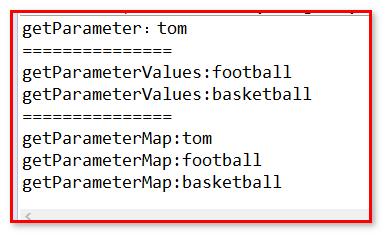 getParameter：tom
===============
getParameterValues:football
getParameterValues:basketball
===============
getParameterMap:tom
getParameterMap:football
getParameterMap:basketball